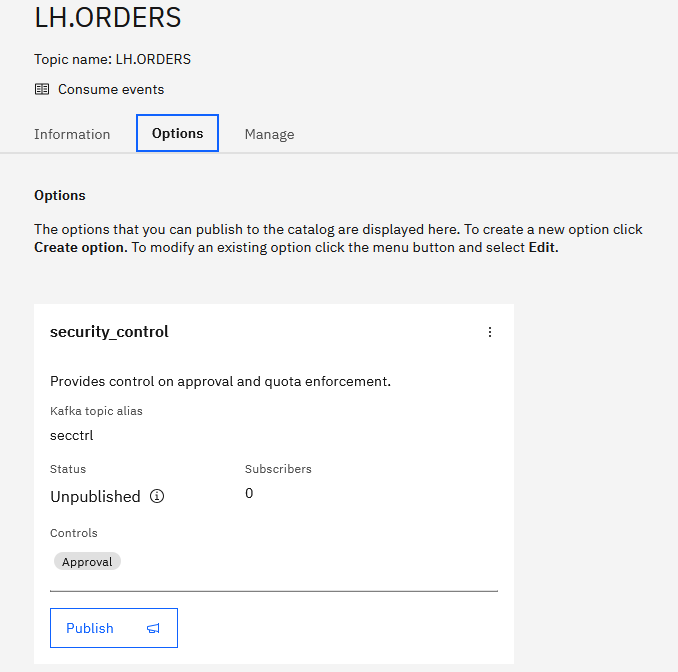 LH.ORDERS
Topic name: LH.ORDERS
Consume events
Information Options Manage
Options
The options that you can publish to the catalog are displayed here. To create a new option click
Create option. To modify an existing option click the menu button and select Edit.
security_control
Provides control on approval and quota enforcement.
Kafka topic alias
secctrl
Status Subscribers
Unpublished 0
Controls
Approval
Publish